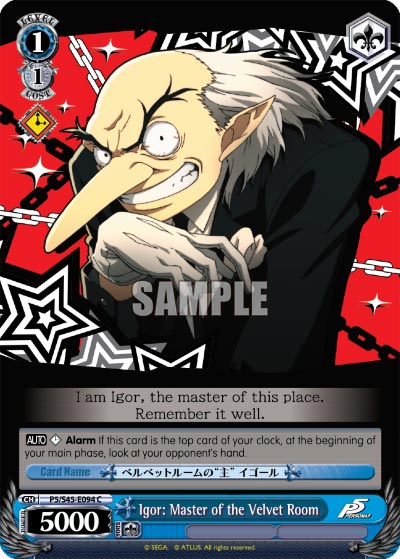 LEVEL
1
1
COST
SAMPLE
I am Igor, the master of this place.
Remember it well.
AUTO Alarm If this card is the top card of your clock, at the beginning of
your main phase, look at your opponent's hand.
Card Name ベルベットルームの“主” イゴール
CH P5/S45-E094 C
5000
Igor: Master of the Velvet Room
P5
PERSONA5
© SEGA. © ATLUS. All rights reserved.